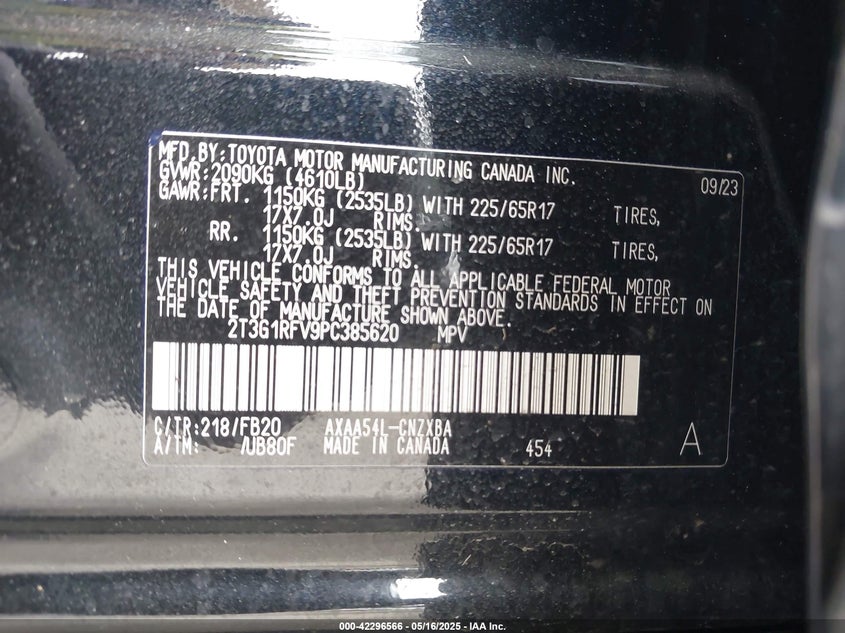 MFD.BY:TOYOTA MOTOR MANUFACTURING CANADA INC.
GVWR:2090KG (4610LB) 09/23
GAWR:FRT. 1150KG (2535LB) WITH 225/65R17 TIRES,
17X7.0J RIMS.
RR. 1150KG (2535LB) WITH 225/65R17 TIRES,
17X7.0J RIMS.
THIS VEHICLE CONFORMS TO ALL APPLICABLE FEDERAL MOTOR
VEHICLE SAFETY AND THEFT PREVENTION STANDARDS IN EFFECT ON
THE DATE OF MANUFACTURE SHOWN ABOVE.
2T3G1RFV9PC385620 MPV
C/TR:218/FB20 AXAA54L-CNZXBA
A/TM: /UB80F MADE IN CANADA 454 A
000-42296566 - 05/16/2025 - IAA Inc.